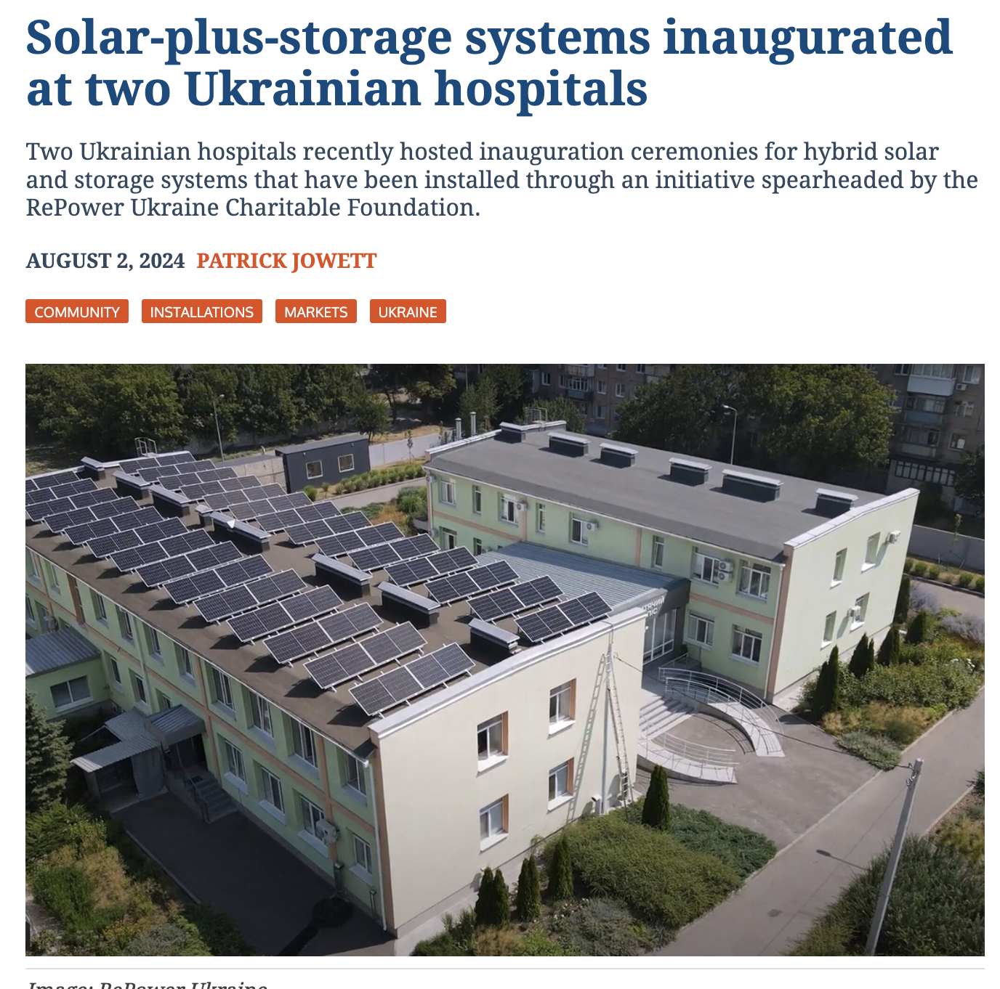 Solar-plus-storage systems inaugurated
at two Ukrainian hospitals
Two Ukrainian hospitals recently hosted inauguration ceremonies for hybrid solar
and storage systems that have been installed through an initiative spearheaded by the
RePower Ukraine Charitable Foundation.
AUGUST 2, 2024 PATRICK JOWETT
COMMUNITY INSTALLATIONS MARKETS UKRAINE
Image: RePower Ukraine